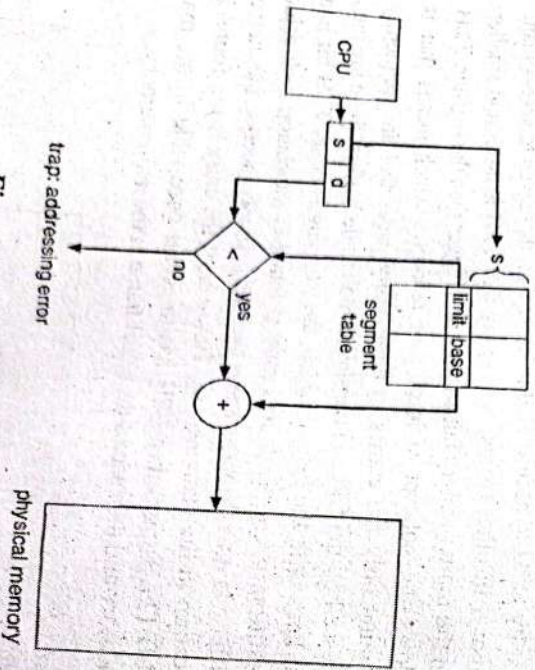 CPU
s d
s
limit base
segment
table
<
yes
no
+
trap: addressing error
physical memory